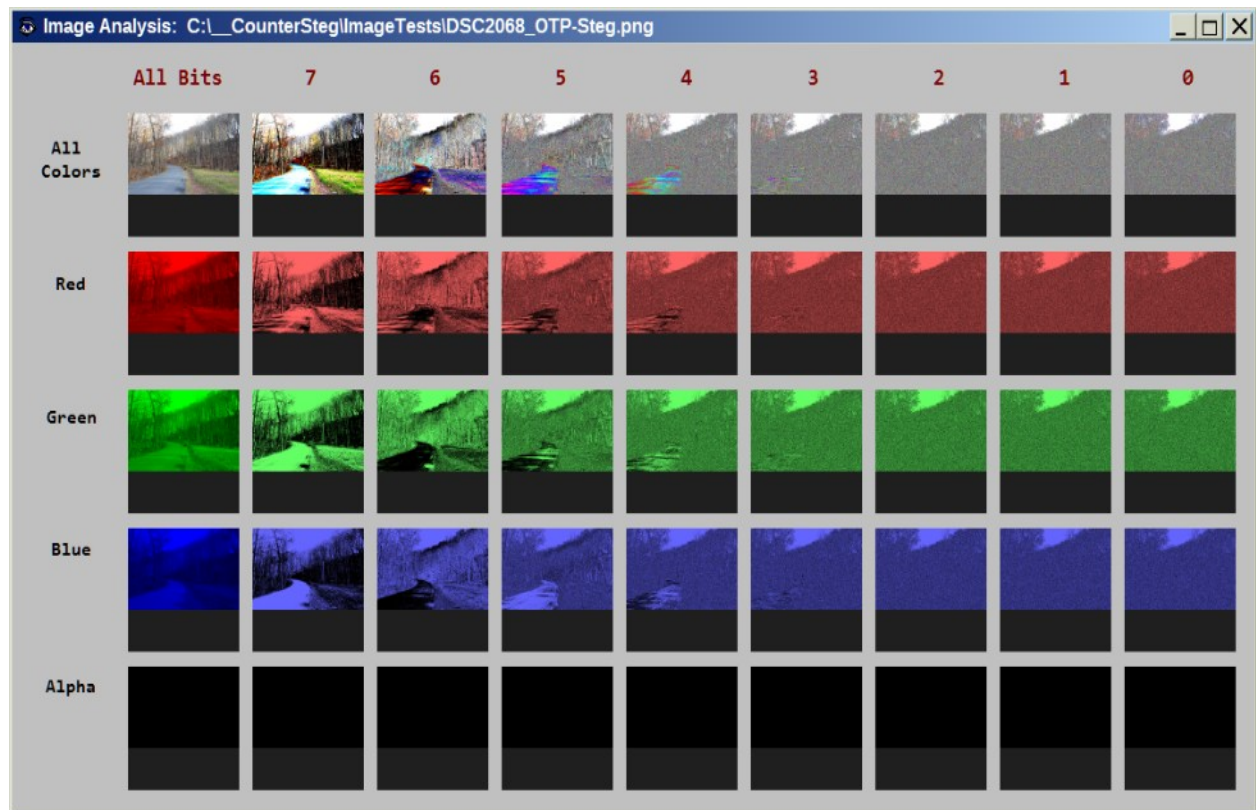 Image Analysis: C:\__CounterSteg\ImageTests\DSC2068_OTP-Steg.png
All Bits 7 6 5 4 3 2 1 0
All
Colors
Red
Green
Blue
Alpha